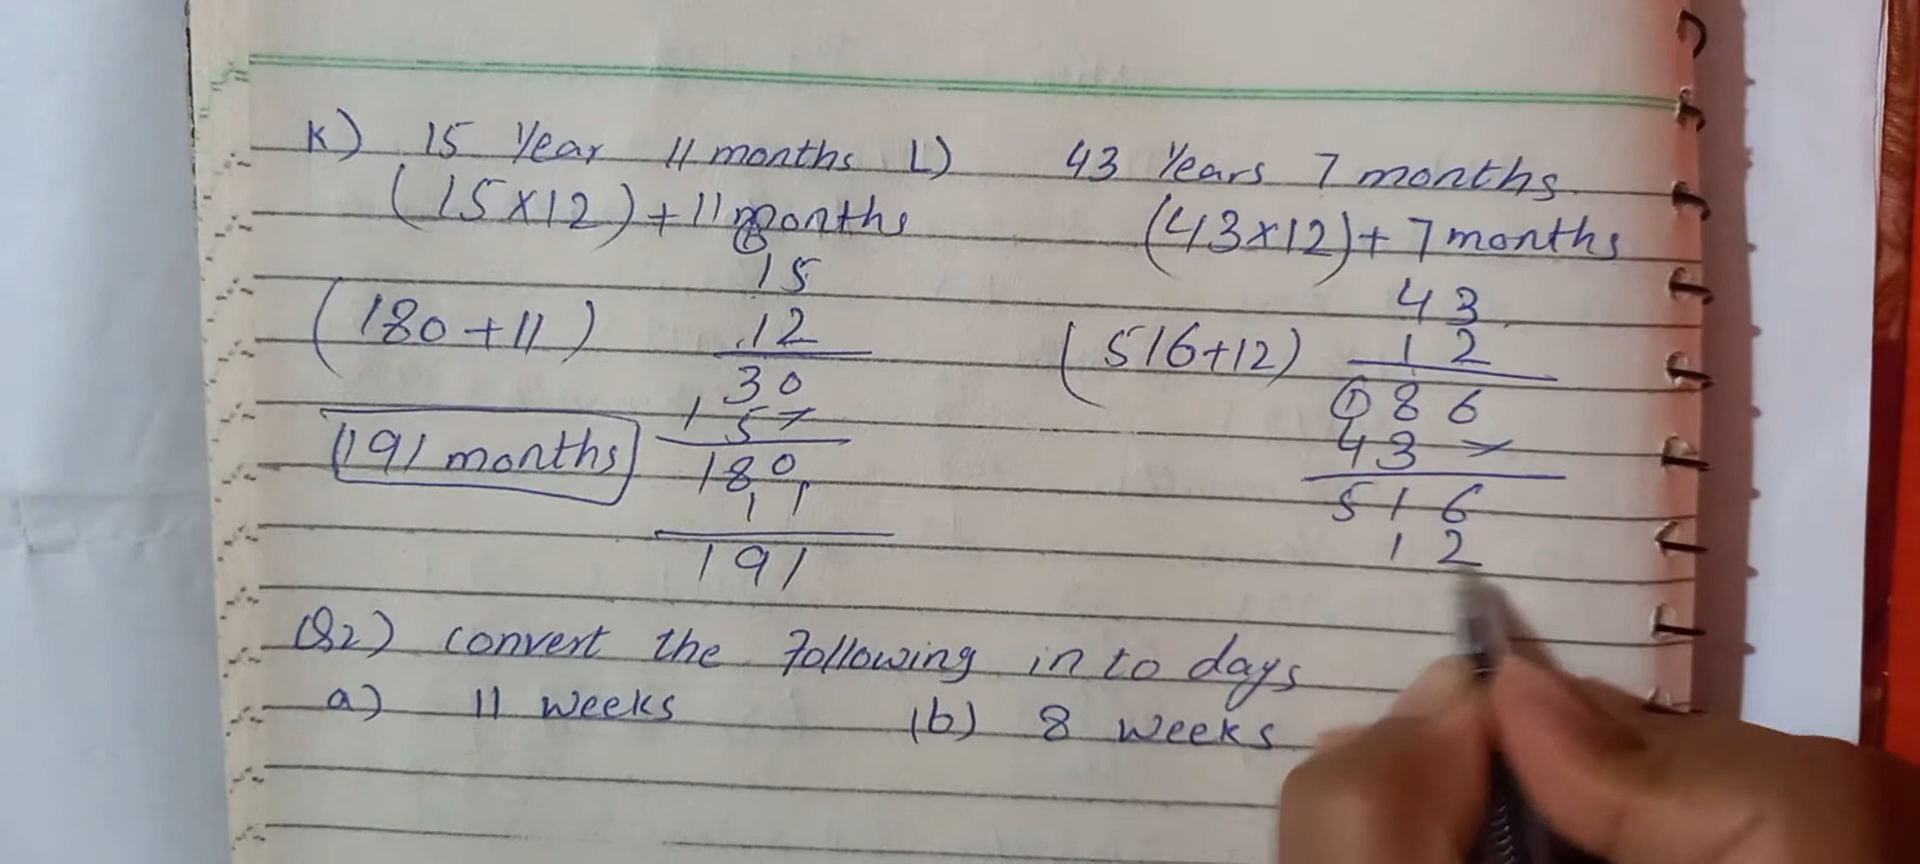 K) 15 Year 11 months
(15×12)+11 months
15
12
(180+11)
30
15×
180
11
191
191 months
L) 43 Years 7 months
(43×12)+7 months
43
12
(516+12)
1
86
43×
516
12
Q2) convert the following in to days
a) 11 weeks (b) 8 weeks